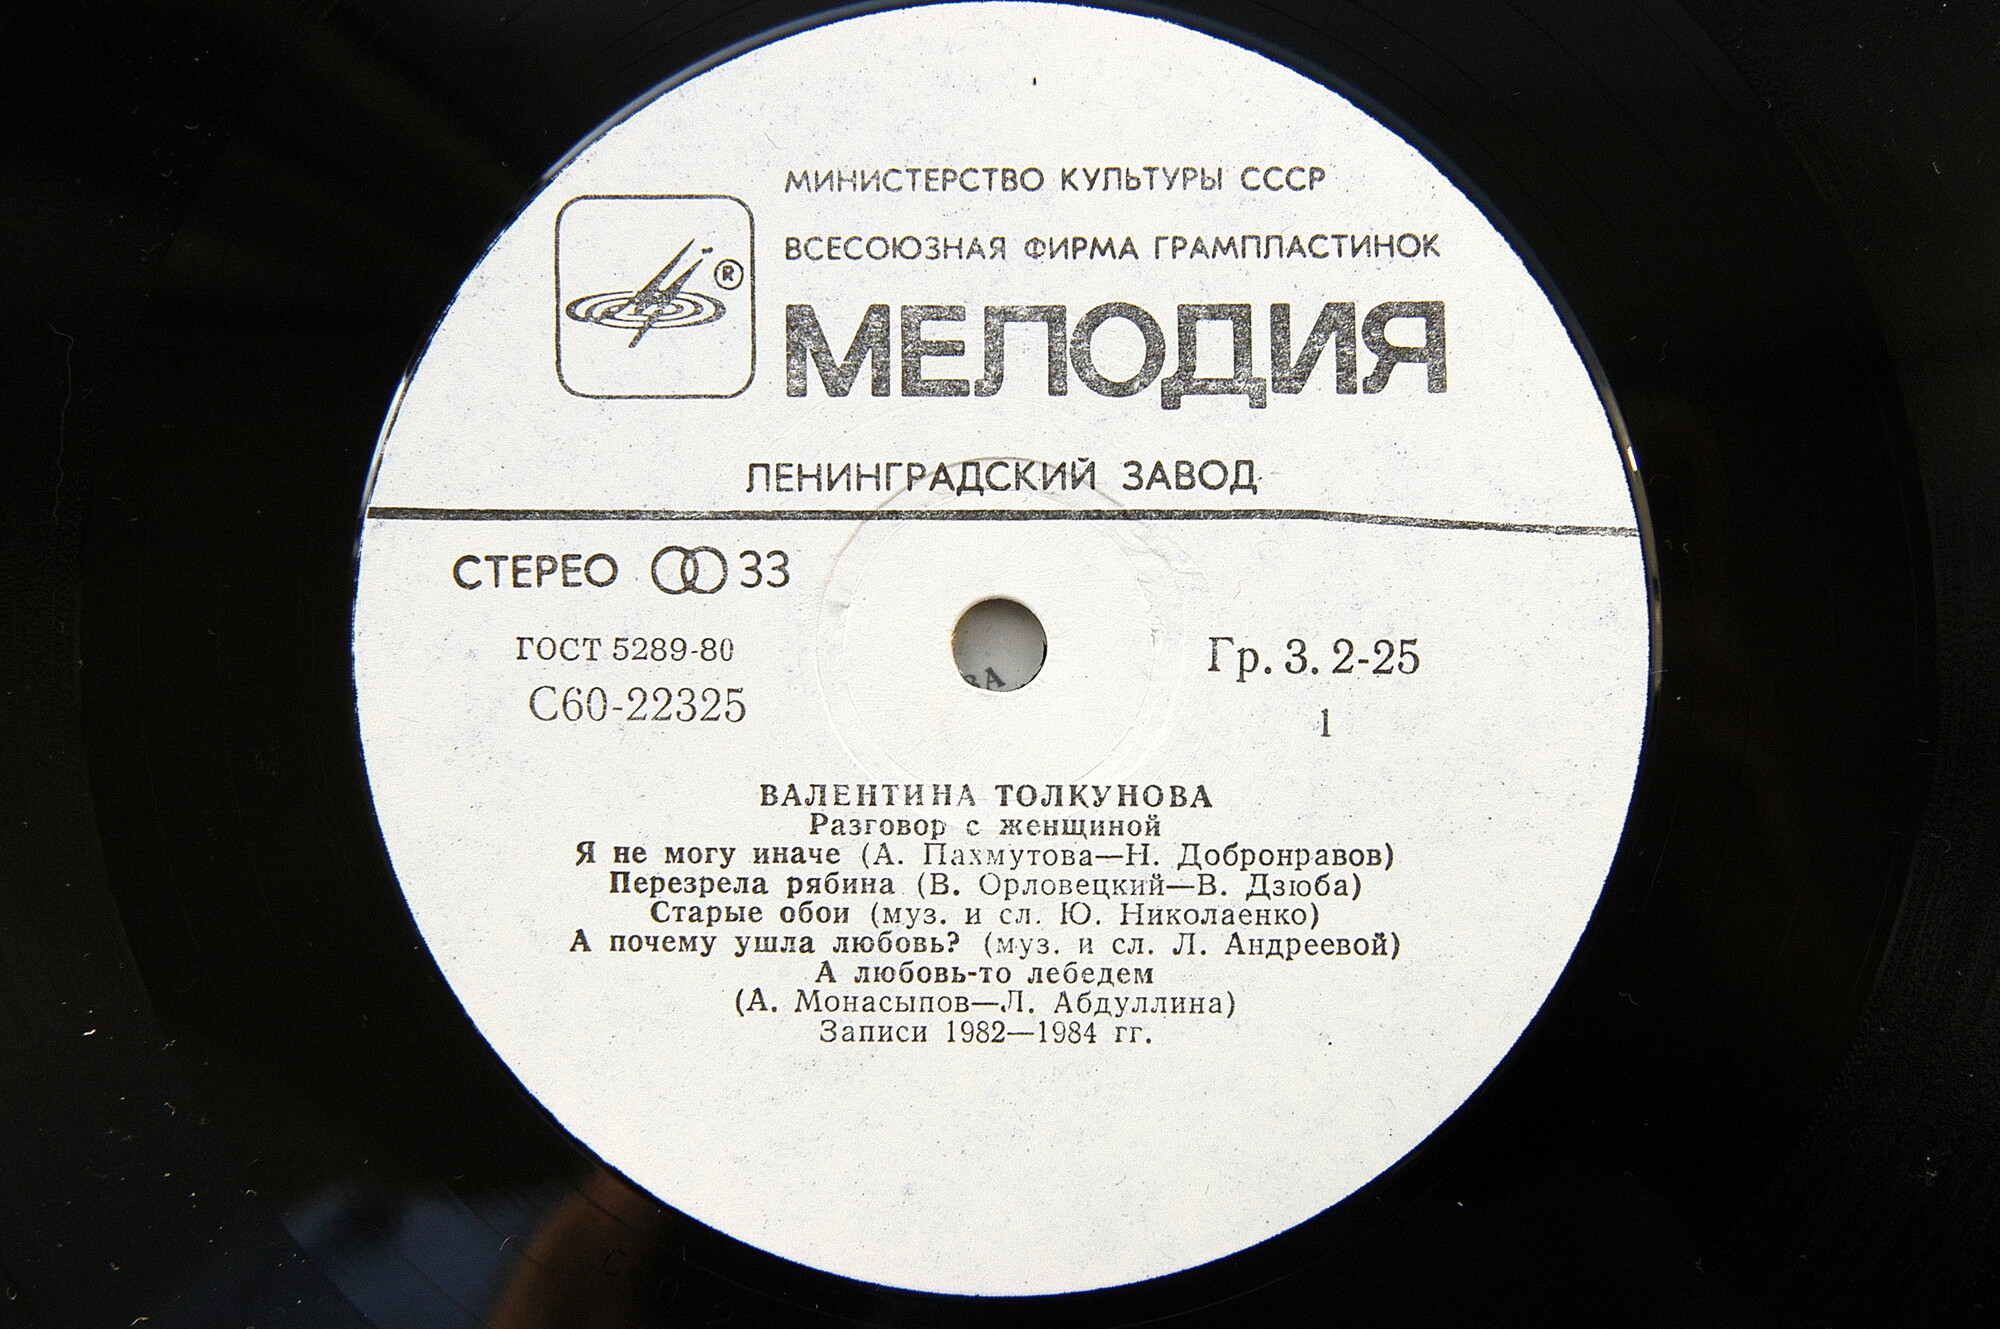 МИНИСТЕРСТВО КУЛЬТУРЫ СССР
ВСЕСОЮЗНАЯ ФИРМА ГРАМПЛАСТИНОК
®
МЕЛОДИЯ
ЛЕНИНГРАДСКИЙ ЗАВОД
СТЕРЕО 33
ГОСТ 5289-80
С60-22325
Гр. 3. 2-25
1
ВАЛЕНТИНА ТОЛКУНОВА
Разговор с женщиной
Я не могу иначе (А. Пахмутова—Н. Добронравов)
Перезрела рябина (В. Орловецкий—В. Дзюба)
Старые обои (муз. и сл. Ю. Николаенко)
А почему ушла любовь? (муз. и сл. Л. Андреевой)
А любовь-то лебедем
(А. Монасыпов—Л. Абдуллина)
Записи 1982—1984 гг.